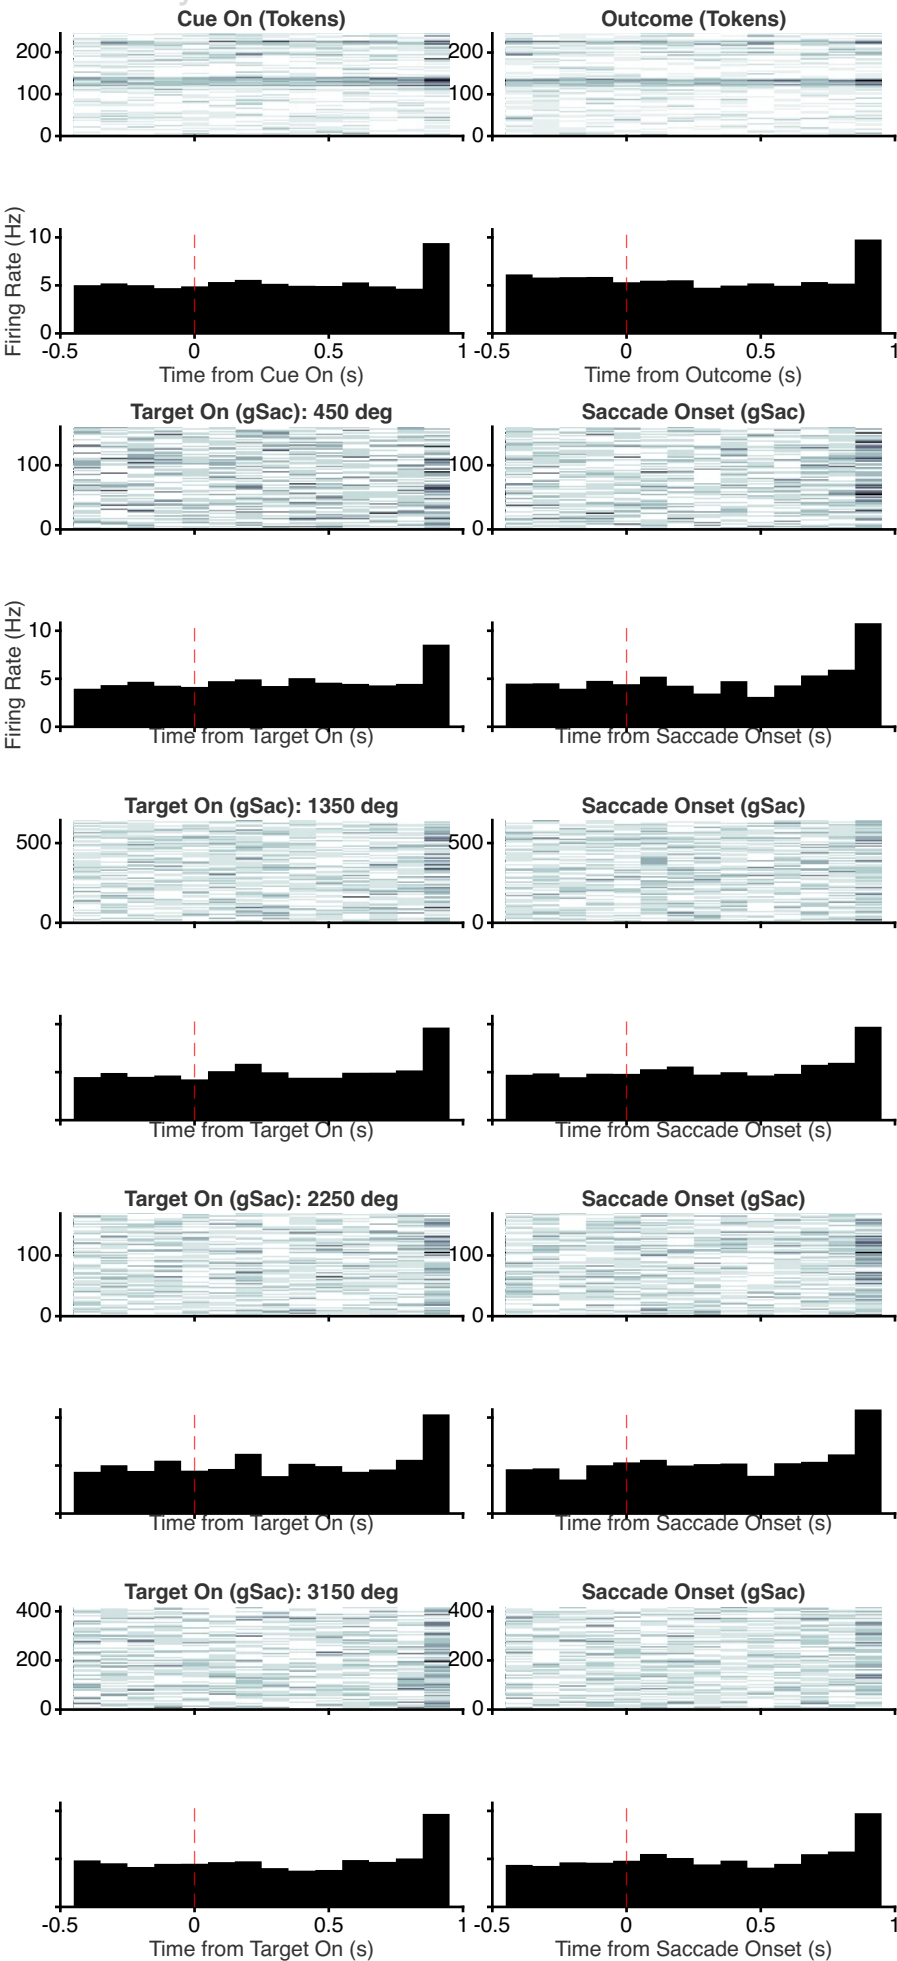 Cue On (Tokens) Outcome (Tokens)
200 200
100 100
0 0
Firing Rate (Hz)
10
5
0
-0.5 0 0.5 1 -0.5 0 0.5 1
Time from Cue On (s) Time from Outcome (s)
Target On (gSac): 450 deg Saccade Onset (gSac)
100 100
0 0
Firing Rate (Hz)
10
5
0
Time from Target On (s) Time from Saccade Onset (s)
Target On (gSac): 1350 deg Saccade Onset (gSac)
500 500
0 0
Time from Target On (s) Time from Saccade Onset (s)
Target On (gSac): 2250 deg Saccade Onset (gSac)
100 100
0 0
Time from Target On (s) Time from Saccade Onset (s)
Target On (gSac): 3150 deg Saccade Onset (gSac)
400 400
200 200
0 0
-0.5 0 0.5 1 -0.5 0 0.5 1
Time from Target On (s) Time from Saccade Onset (s)